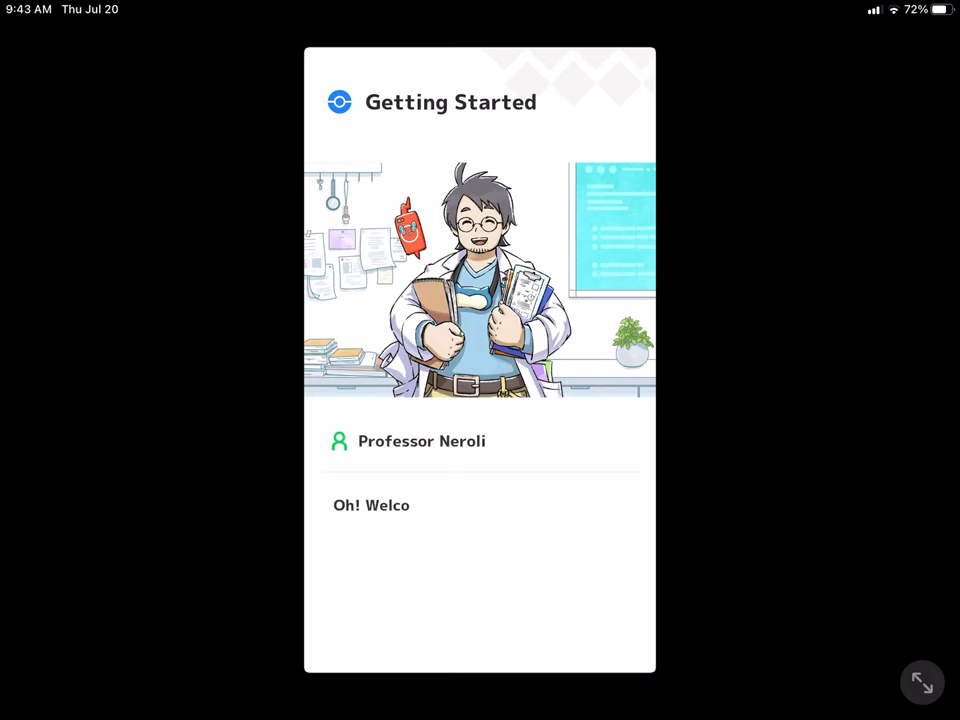 9:43 AM Thu Jul 20
72%
Getting Started
Professor Neroli
Oh! Welco